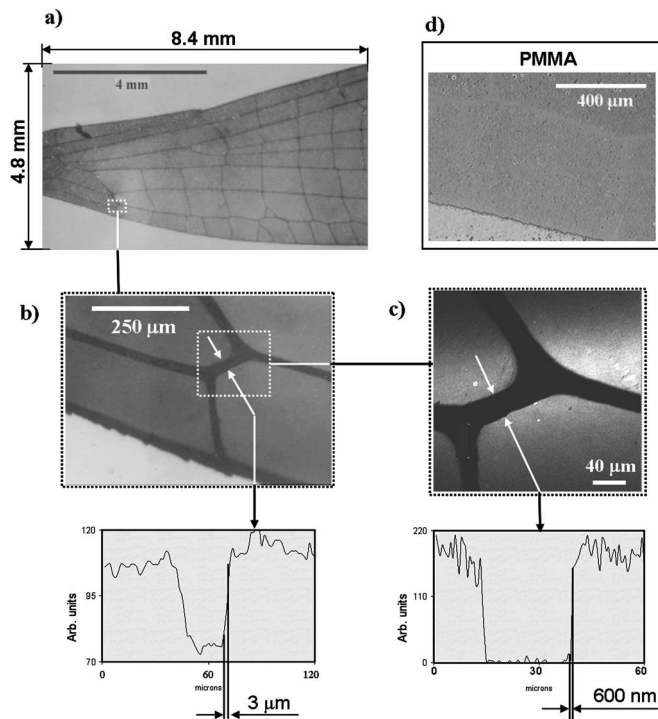 a)
8.4 mm
4.8 mm
4 mm
d)
PMMA
400 µm
b)
250 µm
c)
40 µm
120
95
70
Arb. units
0
60
120
microns
3 µm
220
110
0
Arb. units
0
30
60
microns
600 nm